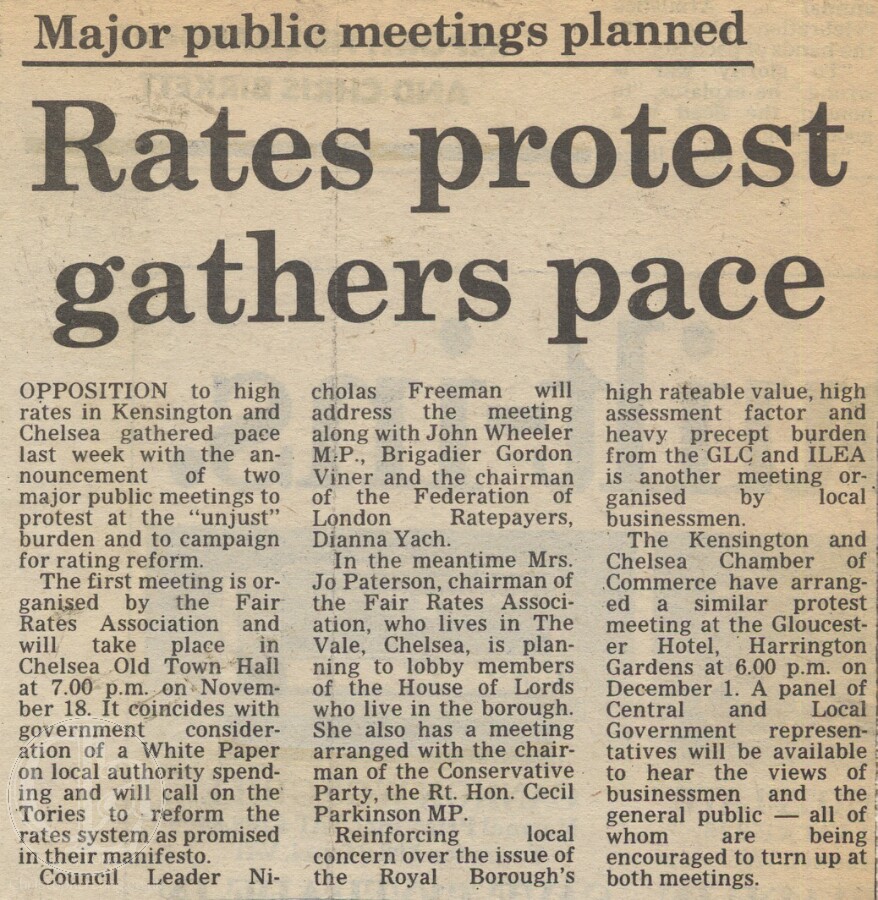 Major public meetings planned
Rates protest
gathers pace
OPPOSITION to high
rates in Kensington and
Chelsea gathered pace
last week with the an-
nouncement of two
major public meetings to
protest at the "unjust"
burden and to campaign
for rating reform.
The first meeting is or-
ganised by the Fair
Rates Association and
will take place in
Chelsea Old Town Hall
at 7.00 p.m. on Novem-
ber 18. It coincides with
government consider-
ation of a White Paper
on local authority spend-
ing and will call on the
Tories to reform the
rates system as promised
in their manifesto.
Council Leader Ni-
cholas Freeman will
address the meeting
along with John Wheeler
M.P., Brigadier Gordon
Viner and the chairman
of the Federation of
London Ratepayers,
Dianna Yach.
In the meantime Mrs.
Jo Paterson, chairman of
the Fair Rates Associ-
ation, who lives in The
Vale, Chelsea, is plan-
ning to lobby members
of the House of Lords
who live in the borough.
She also has a meeting
arranged with the chair-
man of the Conservative
Party, the Rt. Hon. Cecil
Parkinson MP.
Reinforcing local
concern over the issue of
the Royal Borough's
high rateable value, high
assessment factor and
heavy precept burden
from the GLC and ILEA
is another meeting or-
ganised by local
businessmen.
The Kensington and
Chelsea Chamber of
Commerce have arrang-
ed a similar protest
meeting at the Gloucest-
er Hotel, Harrington
Gardens at 6.00 p.m. on
December 1. A panel of
Central and Local
Government represen-
tatives will be available
to hear the views of
businessmen and the
general public — all of
whom are being
encouraged to turn up at
both meetings.